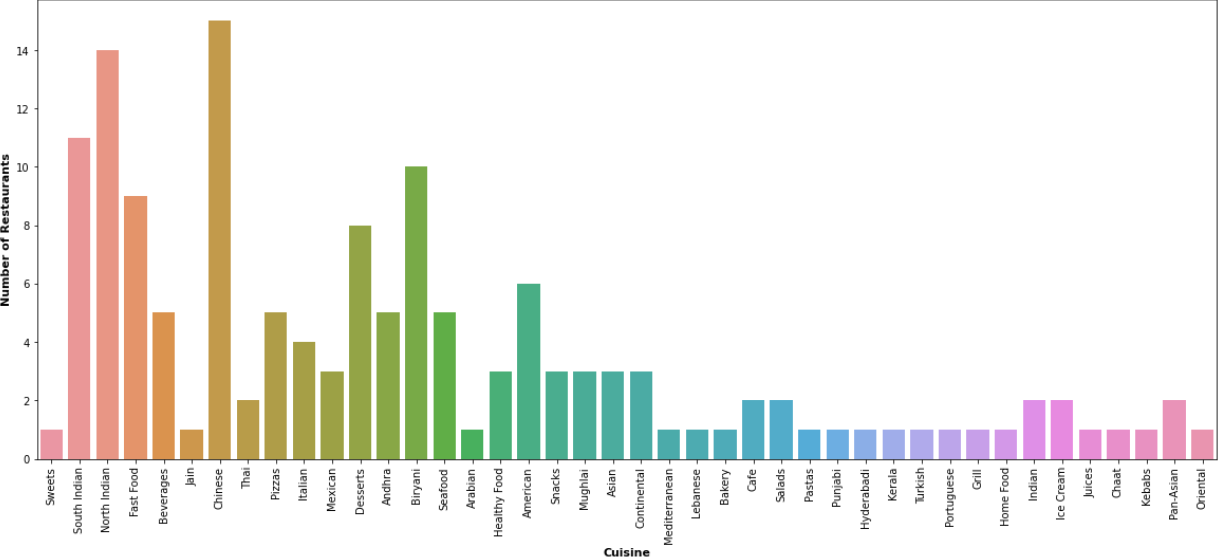 14
12
10
8
6
4
2
0
Number of Restaurants
Sweets
South Indian
North Indian
Fast Food
Beverages
Jain
Chinese
Thai
Pizzas
Italian
Mexican
Desserts
Andhra
Biryani
Seafood
Arabian
Healthy Food
American
Snacks
Mughlai
Asian
Continental
Mediterranean
Lebanese
Bakery
Cafe
Salads
Pastas
Punjabi
Hyderabadi
Kerala
Turkish
Portuguese
Grill
Home Food
Indian
Ice Cream
Juices
Chaat
Kebabs
Pan-Asian
Oriental
Cuisine